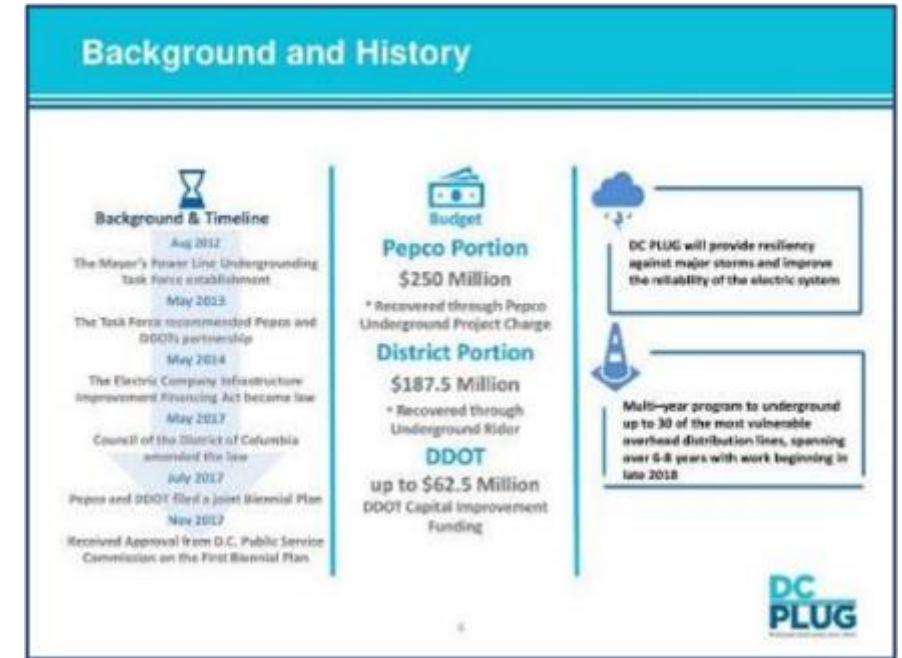 Background and History
Background & Timeline
Aug 2012
The Mayor's Power Line Undergrounding
task Force establishment
May 2013
The Task Force recommended Pepco and
DDOTs partnership
May 2014
The Electric Company Infrastructure
Improvement Financing Act became law
May 2017
Council of the District of Columbia
amended the law
July 2017
Pepco and DDOT filed a joint Biennial Plan
Nov 2017
Received Approval from D.C. Public Service
Commission on the First Biennial Plan
Budget
Pepco Portion
$250 Million
* Recovered through Pepco
Underground Project Charge
District Portion
$187.5 Million
* Recovered through
Underground Rider
DDOT
up to $62.5 Million
DDOT Capital Improvement
Funding
DC PLUG will provide resiliency
against major storms and improve
the reliability of the electric system
Multi–year program to underground
up to 30 of the most vulnerable
overhead distribution lines, spanning
over 6-8 years with work beginning in
late 2018
DC
PLUG